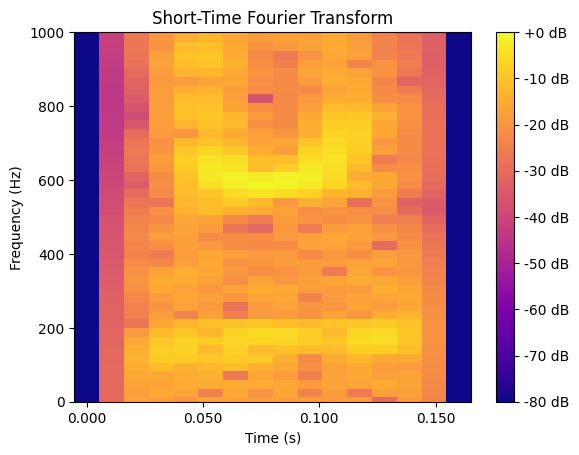 Short-Time Fourier Transform
Frequency (Hz)
1000
800
600
400
200
0
0.000
0.050
0.100
0.150
Time (s)
+0 dB
-10 dB
-20 dB
-30 dB
-40 dB
-50 dB
-60 dB
-70 dB
-80 dB